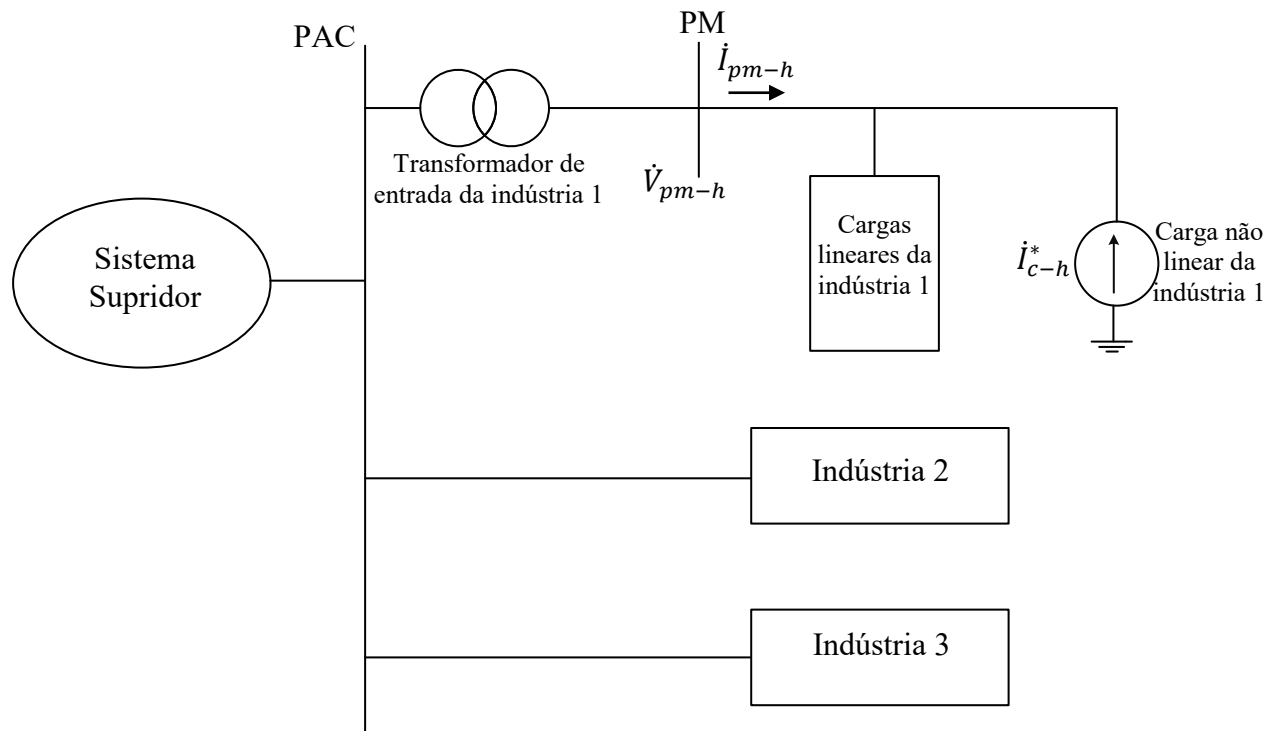 PAC
PM
İ_{pm-h}
Transformador de
entrada da indústria 1
V̇_{pm-h}
Sistema
Supridor
Cargas
lineares da
indústria 1
İ*_{c-h}
Carga não
linear da
indústria 1
Indústria 2
Indústria 3